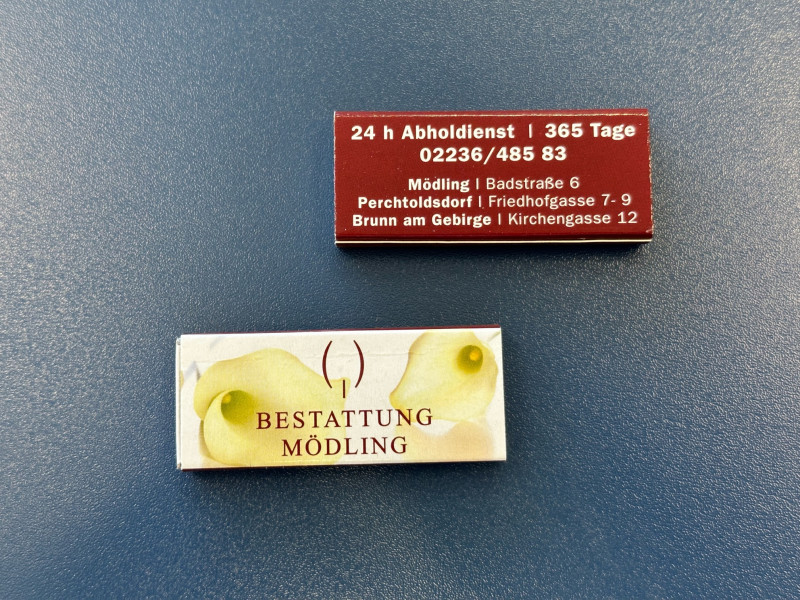 24 h Abholdienst | 365 Tage
02236/485 83
Mödling | Badstraße 6
Perchtoldsdorf | Friedhofgasse 7- 9
Brunn am Gebirge | Kirchengasse 12
BESTATTUNG
MÖDLING